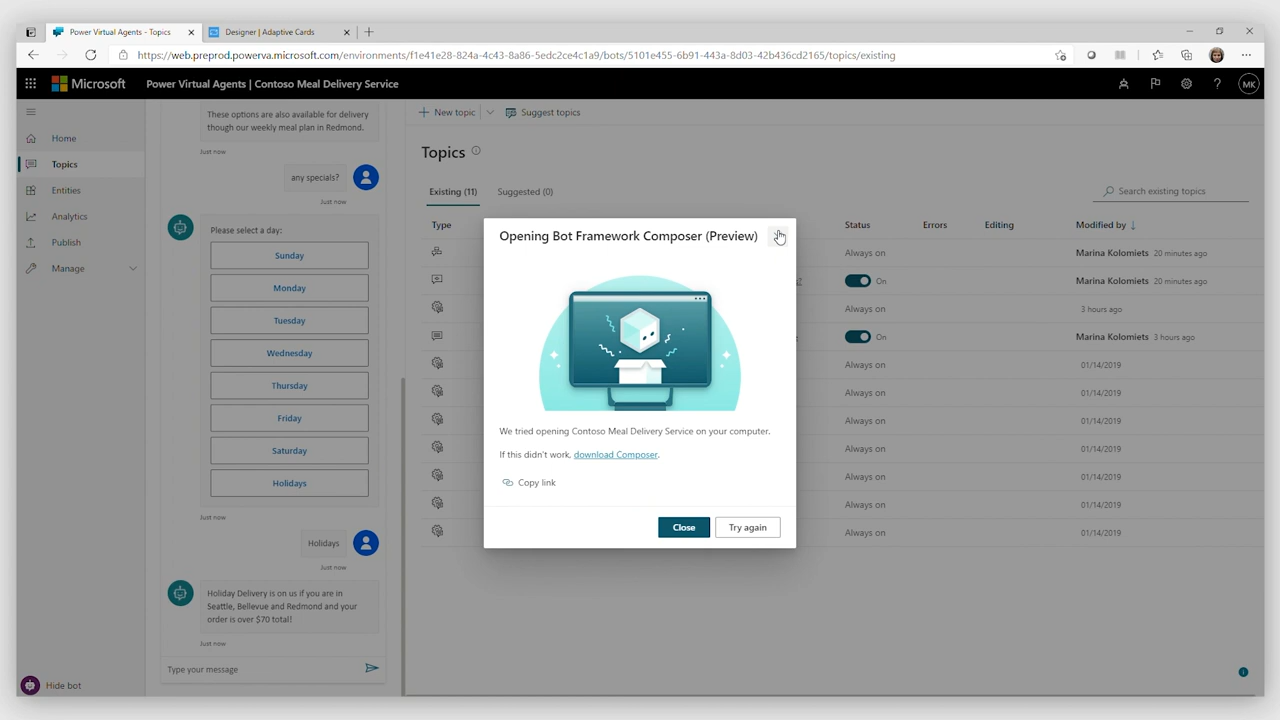 Power Virtual Agents - Topics
Designer | Adaptive Cards
https://web.preprod.powerva.microsoft.com/environments/f1e41e28-824a-4c43-8a86-5edc2ce4c1a9/bots/5101e455-6b91-443a-8d03-42b436cd2165/topics/existing
Microsoft
Power Virtual Agents | Contoso Meal Delivery Service
MK
Home
Topics
Entities
Analytics
Publish
Manage
Hide bot
These options are also available for delivery
though our weekly meal plan in Redmond.
Just now
any specials?
Just now
Please select a day:
Sunday
Monday
Tuesday
Wednesday
Thursday
Friday
Saturday
Holidays
Just now
Holidays
Just now
Holiday Delivery is on us if you are in
Seattle, Bellevue and Redmond and your
order is over $70 total!
Just now
Type your message
New topic
Suggest topics
Topics
Existing (11)
Suggested (0)
Search existing topics
Type
Status
Errors
Editing
Modified by ↓
Always on
Marina Kolomiets 20 minutes ago
On
Marina Kolomiets 20 minutes ago
Always on
3 hours ago
On
Marina Kolomiets 3 hours ago
Always on
01/14/2019
Always on
01/14/2019
Always on
01/14/2019
Always on
01/14/2019
Always on
01/14/2019
Always on
01/14/2019
Always on
01/14/2019
Opening Bot Framework Composer (Preview)
We tried opening Contoso Meal Delivery Service on your computer.
If this didn't work, download Composer.
Copy link
Close
Try again